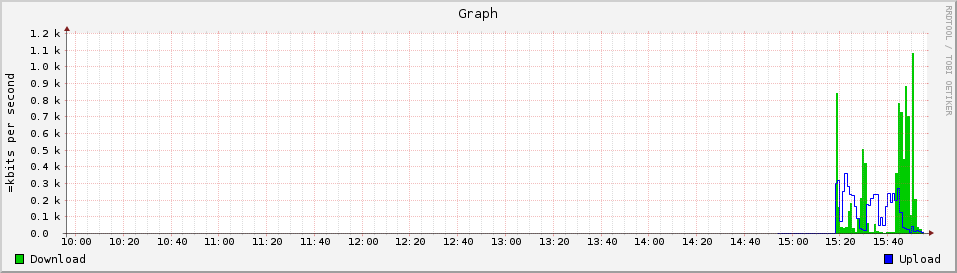 Graph
RRDTOOL / TOBI OETIKER
=kbits per second
1.2 k
1.1 k
1.0 k
0.9 k
0.8 k
0.7 k
0.6 k
0.5 k
0.4 k
0.3 k
0.2 k
0.1 k
0.0
10:00 10:20 10:40 11:00 11:20 11:40 12:00 12:20 12:40 13:00 13:20 13:40 14:00 14:20 14:40 15:00 15:20 15:40
Download Upload